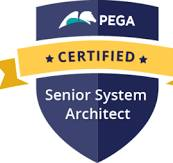 PEGA
★ CERTIFIED ★
Senior System
Architect